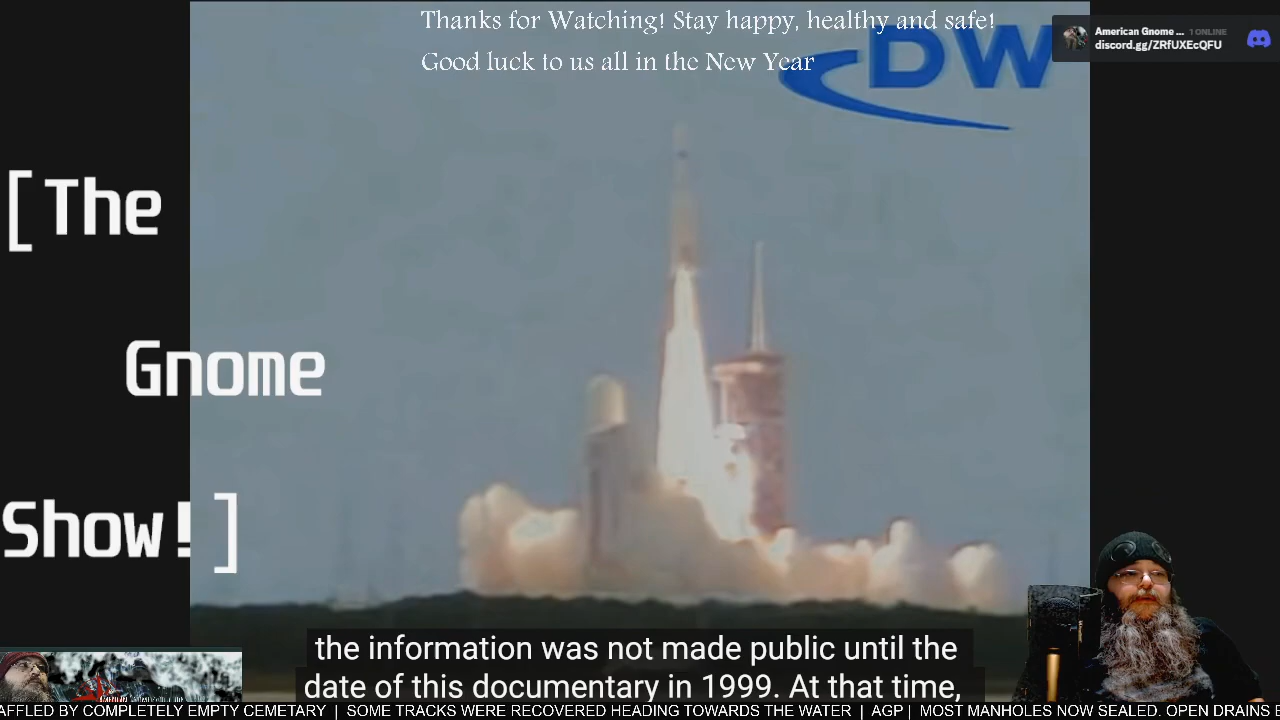 Thanks for Watching! Stay happy, healthy and safe!
Good luck to us all in the New Year
DW
American Gnome ... 1 ONLINE
discord.gg/ZRfUXEcQFU
[The
Gnome
Show! ]
the information was not made public until the
date of this documentary in 1999. At that time,
AFFLED BY COMPLETELY EMPTY CEMETARY | SOME TRACKS WERE RECOVERED HEADING TOWARDS THE WATER | AGP | MOST MANHOLES NOW SEALED. OPEN DRAINS